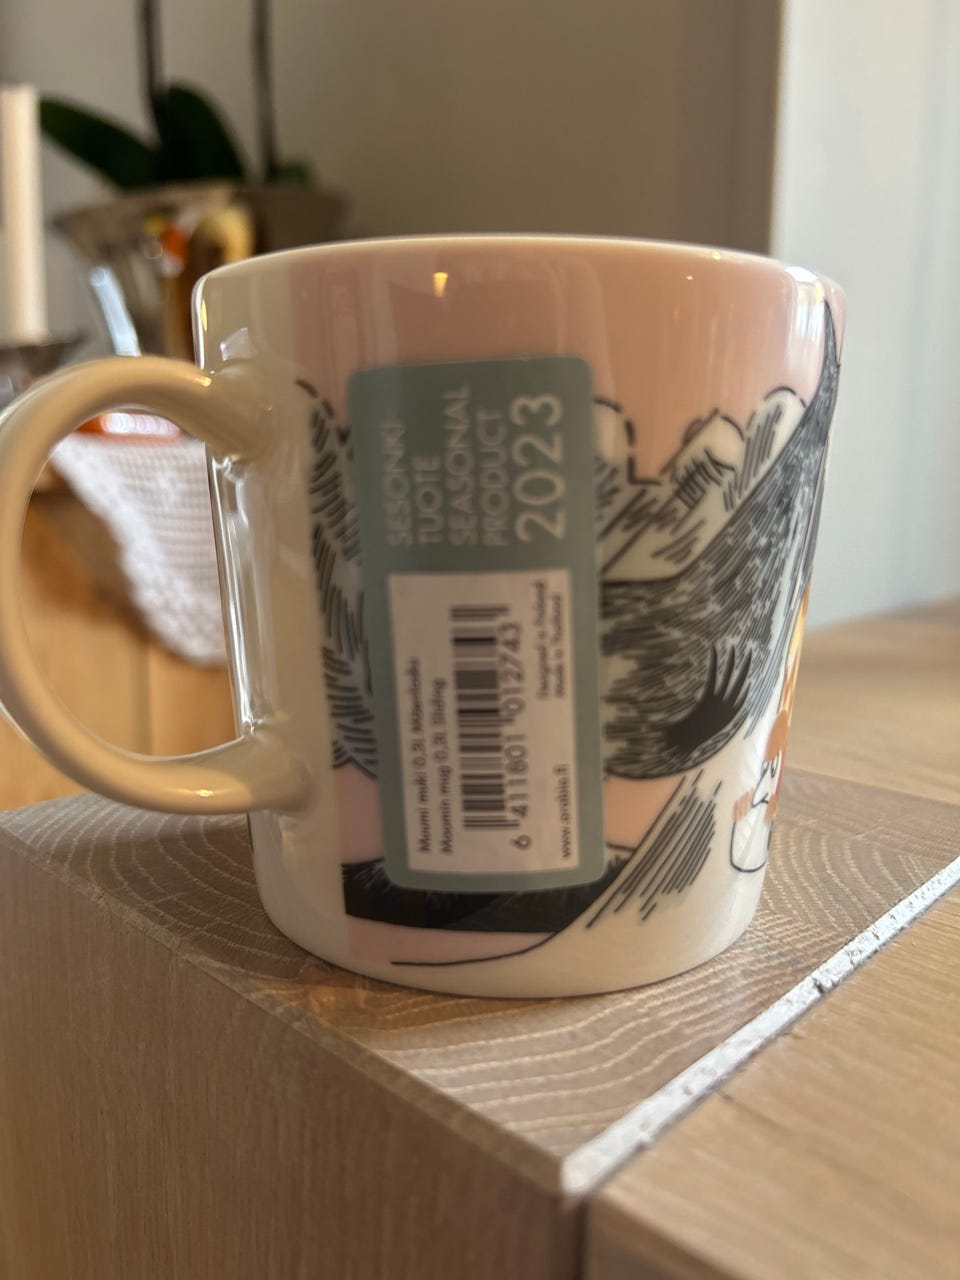 SESONKI
TUOTE
SEASONAL
PRODUCT
2023
Muumi muki 0,3L Mäenlasku
Moomin mug 0,3L Sliding
6 411801 012743
Designed in Finland
Made in Thailand
www.arabia.fi